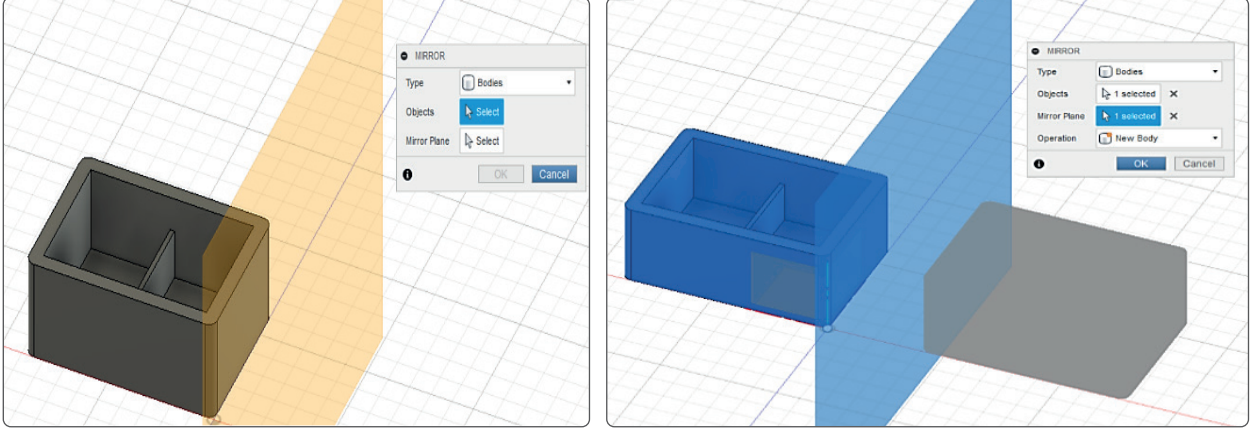 MIRROR
Type Bodies
Objects Select
Mirror Plane Select
OK Cancel
MIRROR
Type Bodies
Objects 1 selected
Mirror Plane 1 selected
Operation New Body
OK Cancel